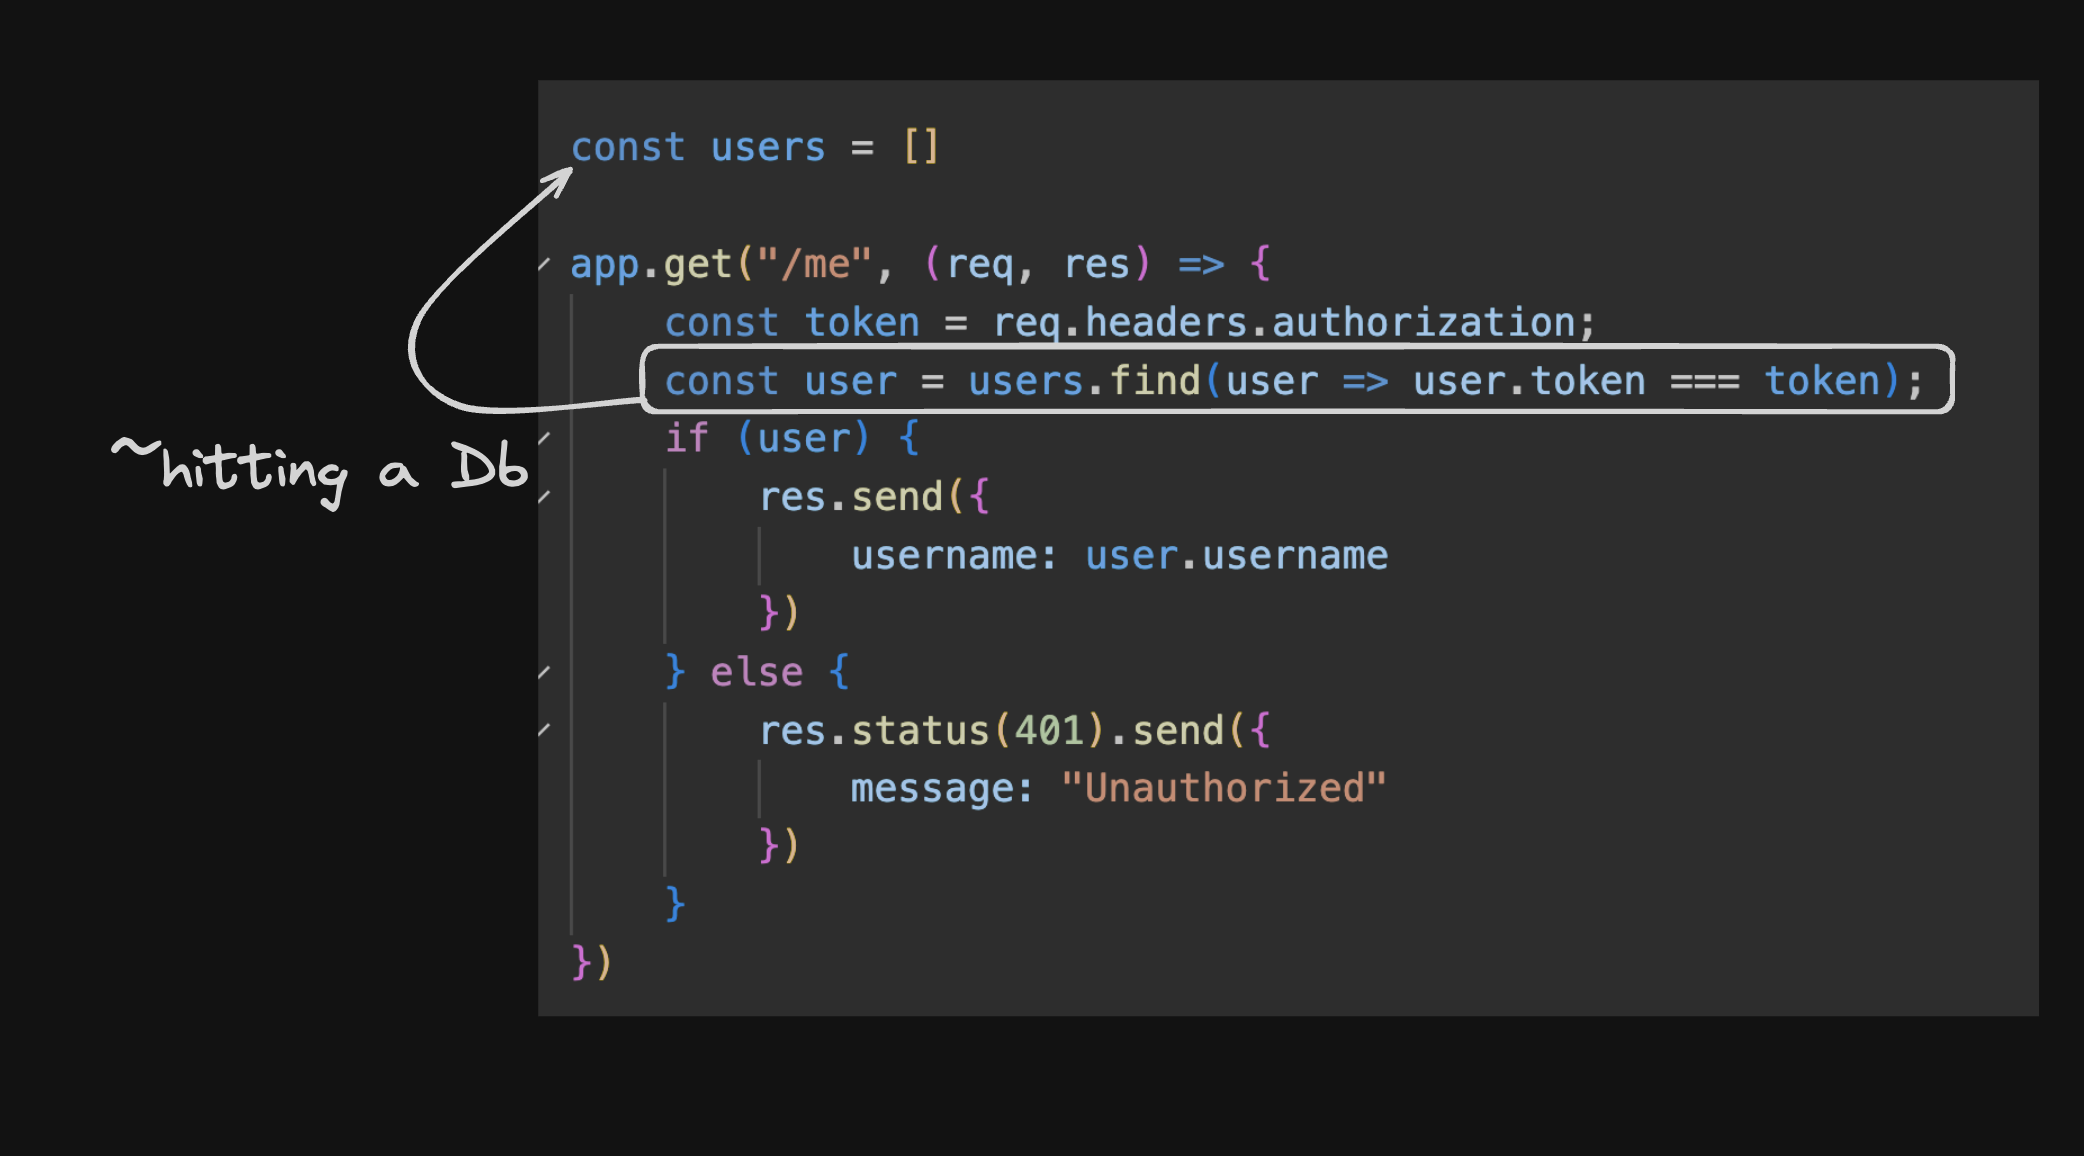 const users = []
app.get("/me", (req, res) => {
const token = req.headers.authorization;
const user = users.find(user => user.token === token);
~hitting a Db
if (user) {
res.send({
username: user.username
})
} else {
res.status(401).send({
message: "Unauthorized"
})
}
})